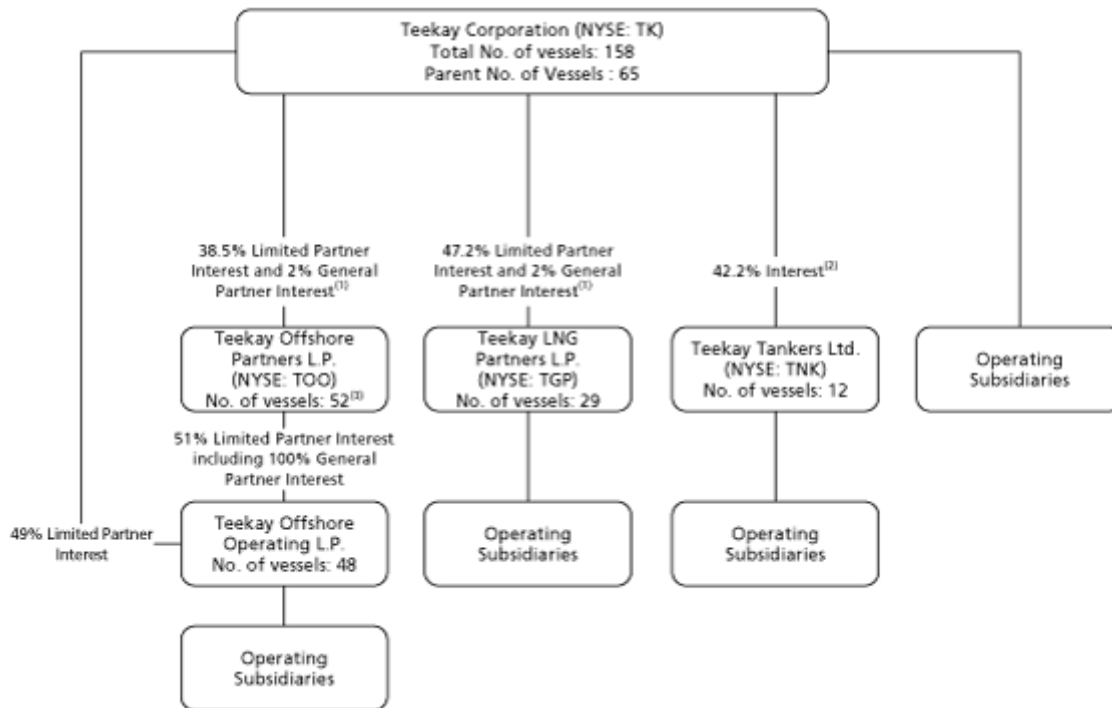 Teekay Corporation (NYSE: TK)
Total No. of vessels: 158
Parent No. of Vessels : 65
38.5% Limited Partner
Interest and 2% General
Partner Interest(1)
47.2% Limited Partner
Interest and 2% General
Partner Interest(1)
42.2% Interest(2)
Teekay Offshore
Partners L.P.
(NYSE: TOO)
No. of vessels: 52(3)
Teekay LNG
Partners L.P.
(NYSE: TGP)
No. of vessels: 29
Teekay Tankers Ltd.
(NYSE: TNK)
No. of vessels: 12
Operating
Subsidiaries
51% Limited Partner Interest
including 100% General
Partner Interest
49% Limited Partner
Interest
Teekay Offshore
Operating L.P.
No. of vessels: 48
Operating
Subsidiaries
Operating
Subsidiaries
Operating
Subsidiaries